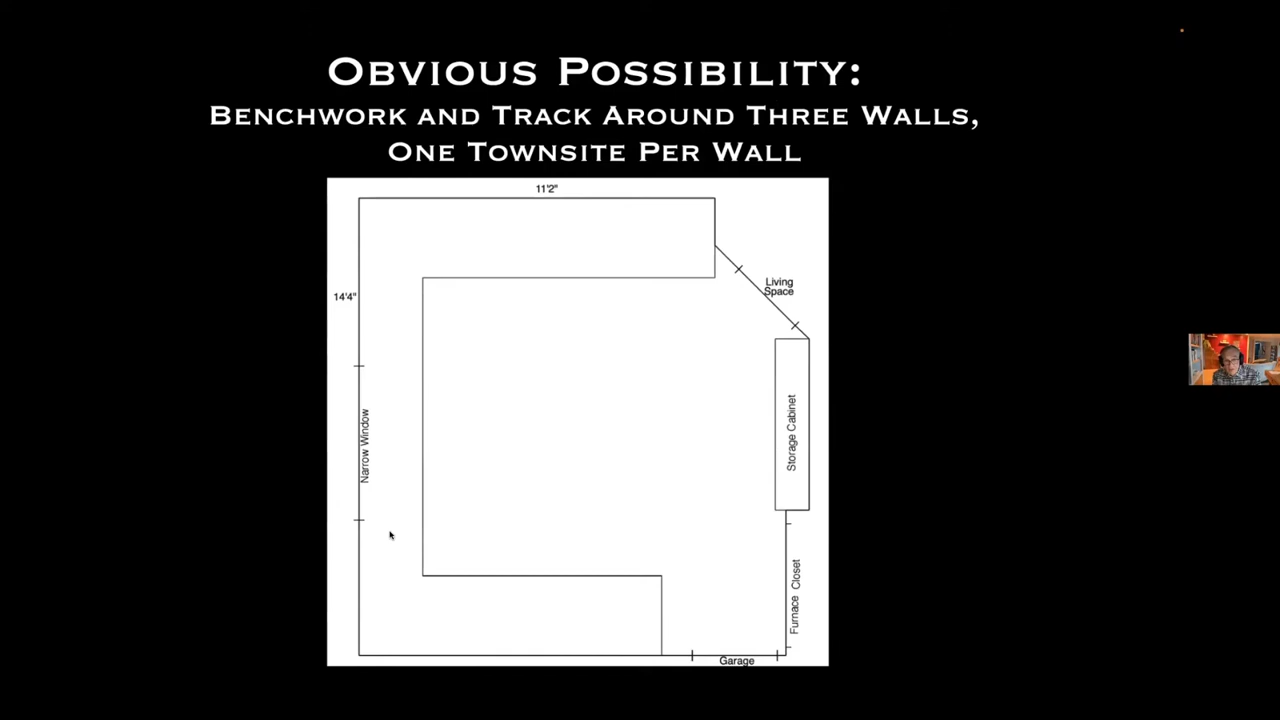 Obvious Possibility:
Benchwork and Track Around Three Walls,
One Townsite Per Wall
11'2"
Living
Space
14'4"
Storage Cabinet
Narrow Window
Furnace Closet
Garage